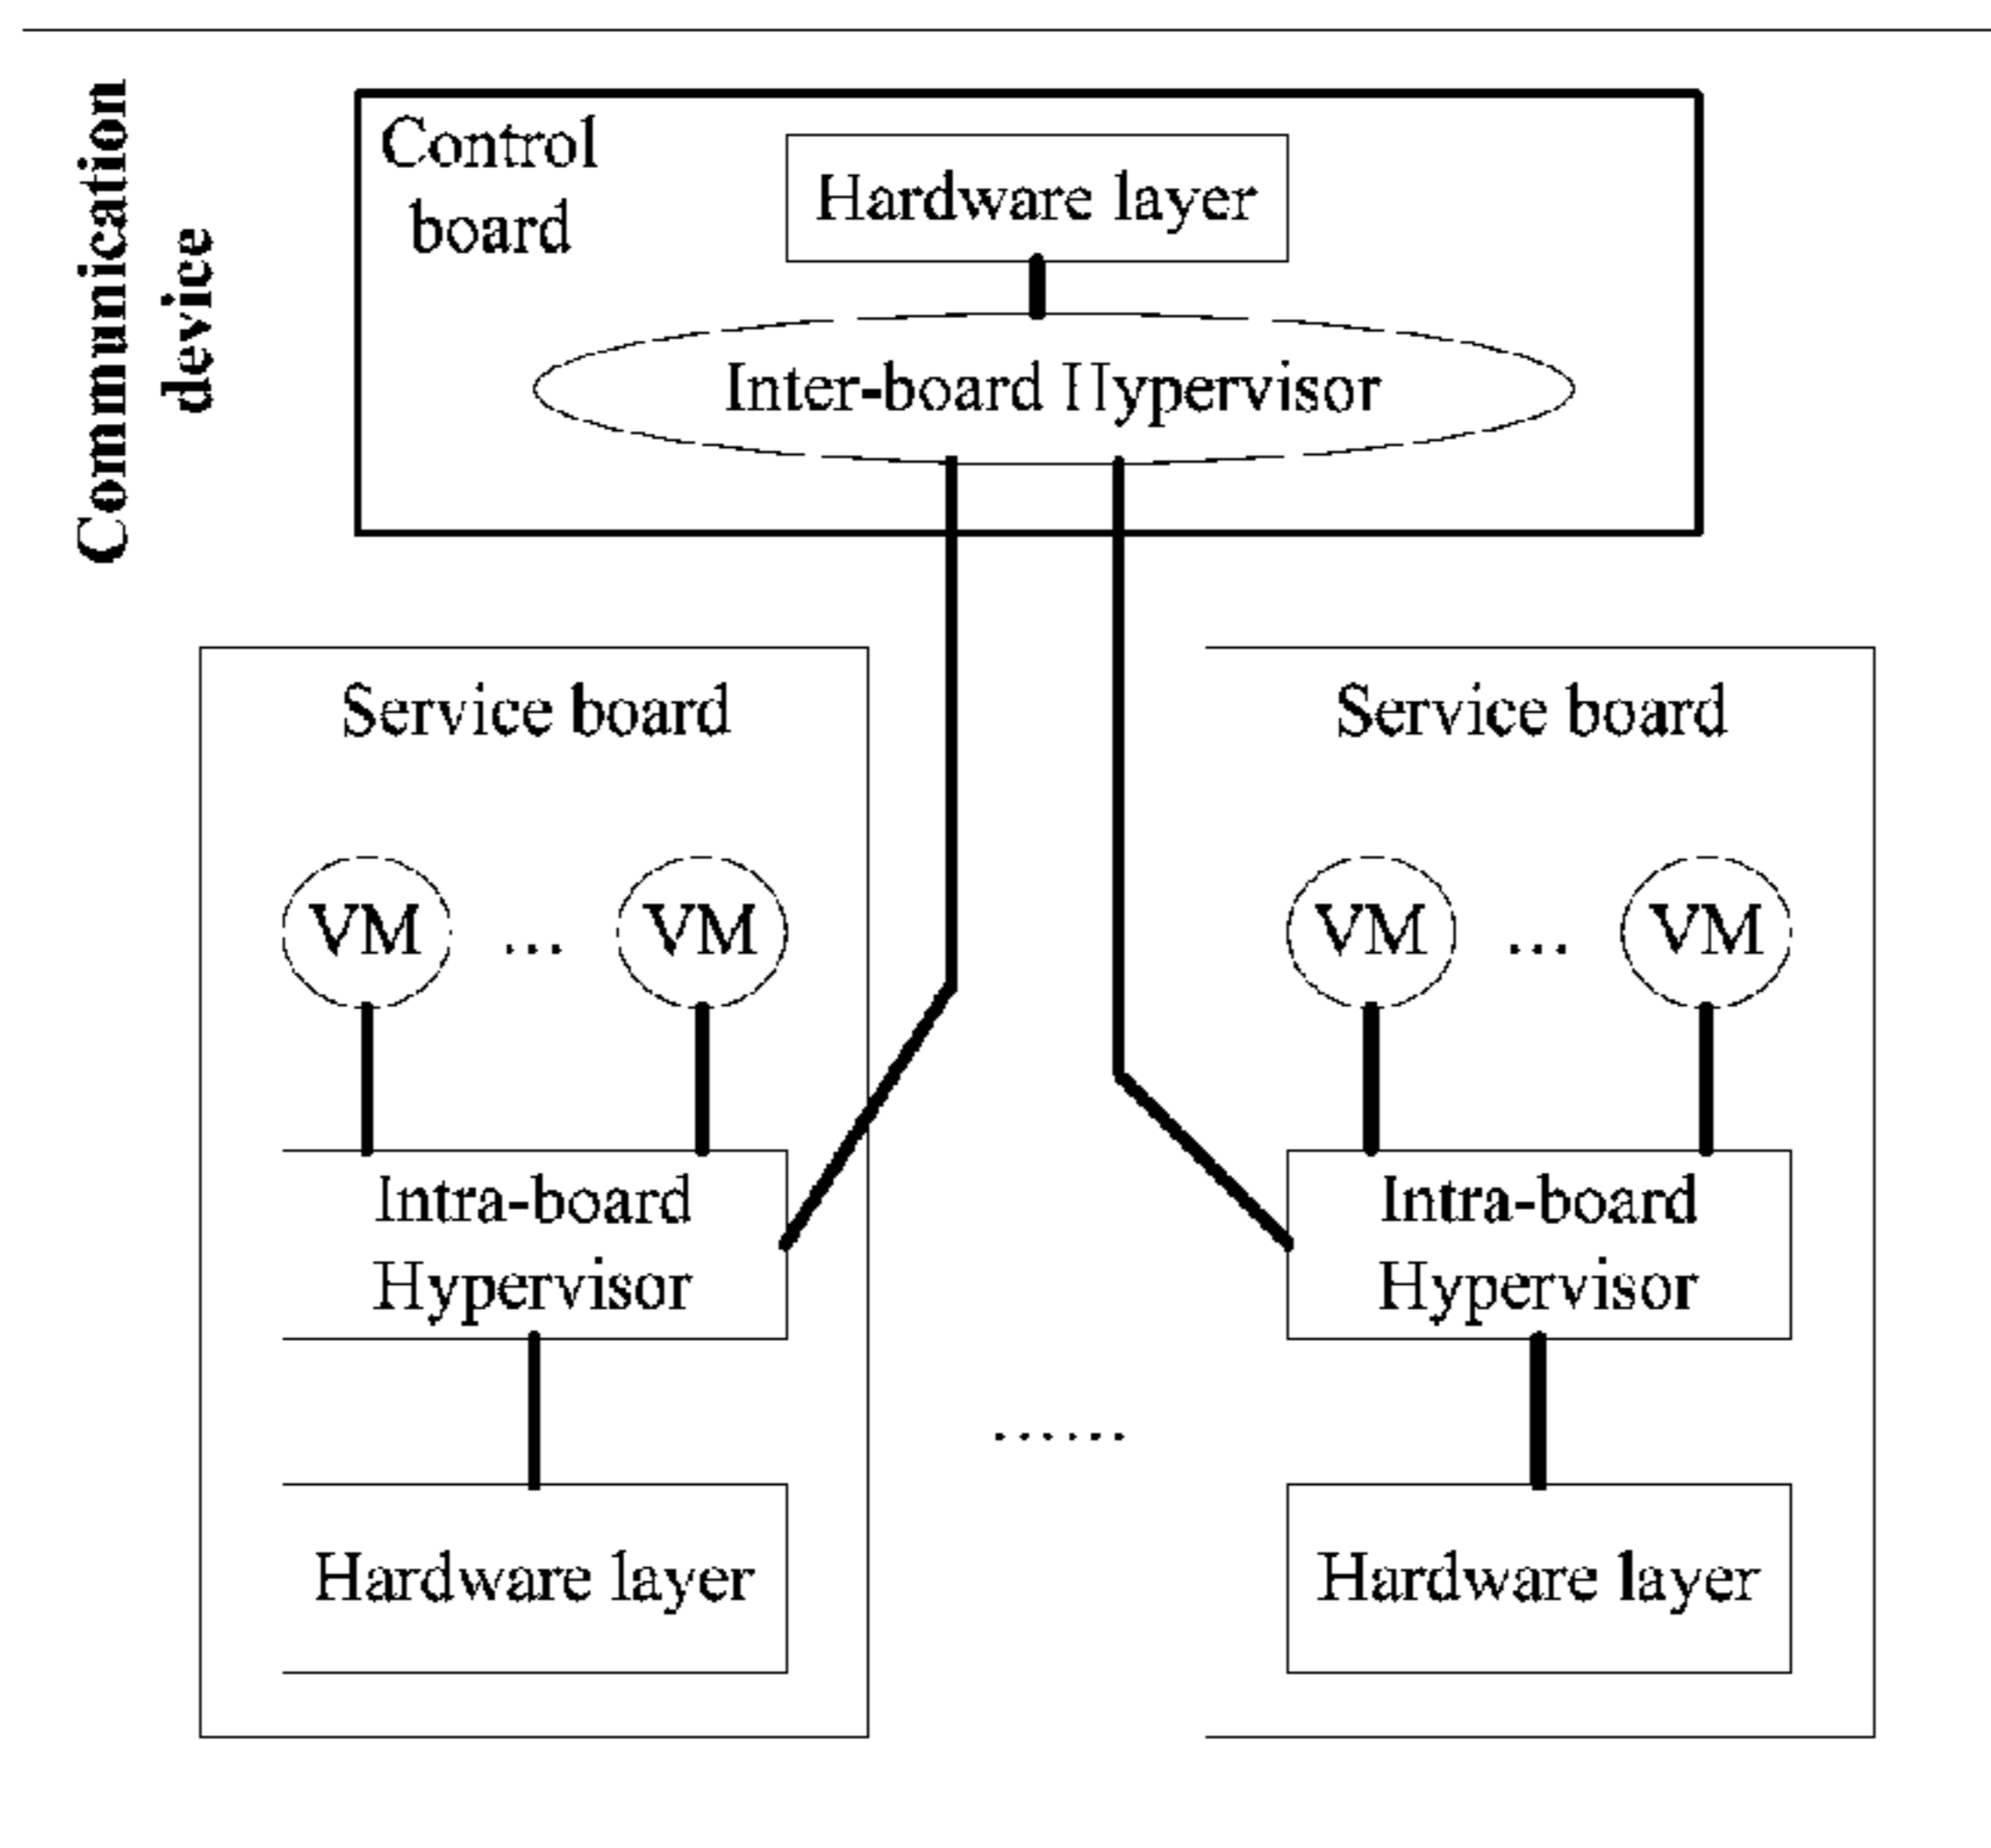 Communication
device
Control
board
Hardware layer
Inter-board Hypervisor
Service board
VM ... VM
Intra-board
Hypervisor
Hardware layer
......
Service board
VM ... VM
Intra-board
Hypervisor
Hardware layer